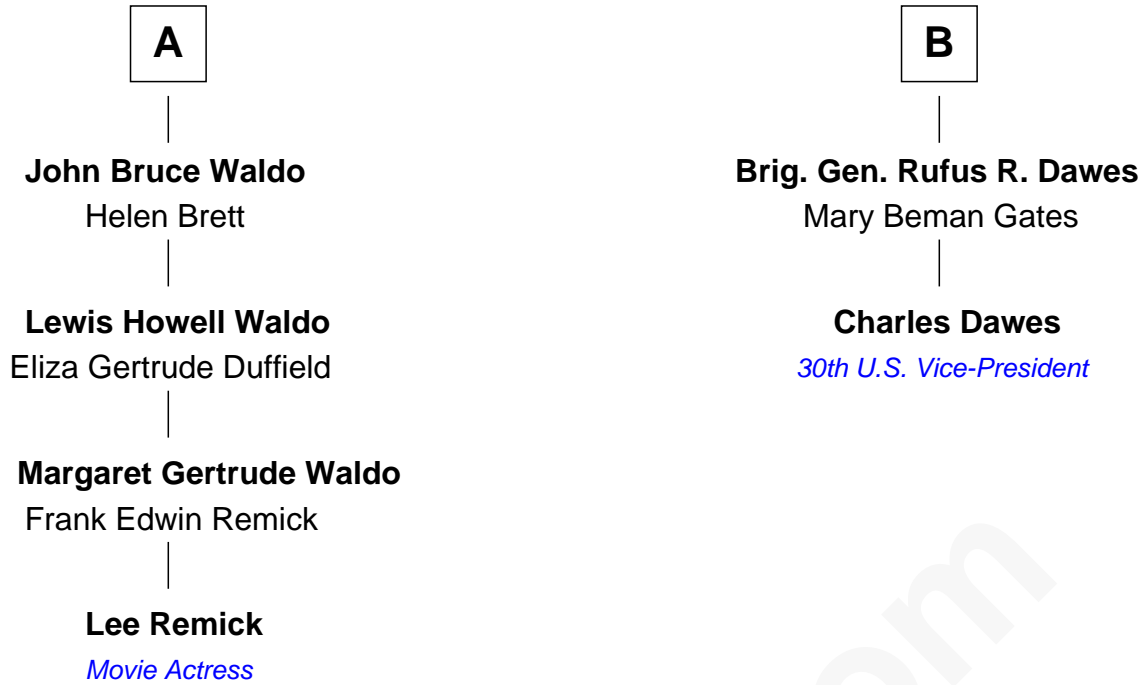 A
John Bruce Waldo
Helen Brett
Lewis Howell Waldo
Eliza Gertrude Duffield
Margaret Gertrude Waldo
Frank Edwin Remick
Lee Remick
Movie Actress
B
Brig. Gen. Rufus R. Dawes
Mary Beman Gates
Charles Dawes
30th U.S. Vice-President
om